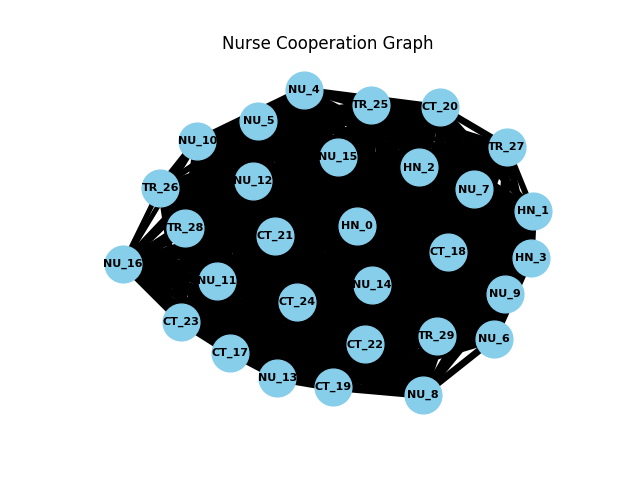 Nurse Cooperation Graph
NU_4
TR_25
CT_20
NU_5
NU_10
TR_27
NU_15
HN_2
NU_12
TR_26
NU_7
HN_1
TR_28
HN_0
CT_21
CT_18
HN_3
NU_16
NU_11
NU_14
NU_9
CT_24
CT_23
TR_29
NU_6
CT_22
CT_17
NU_13
CT_19
NU_8